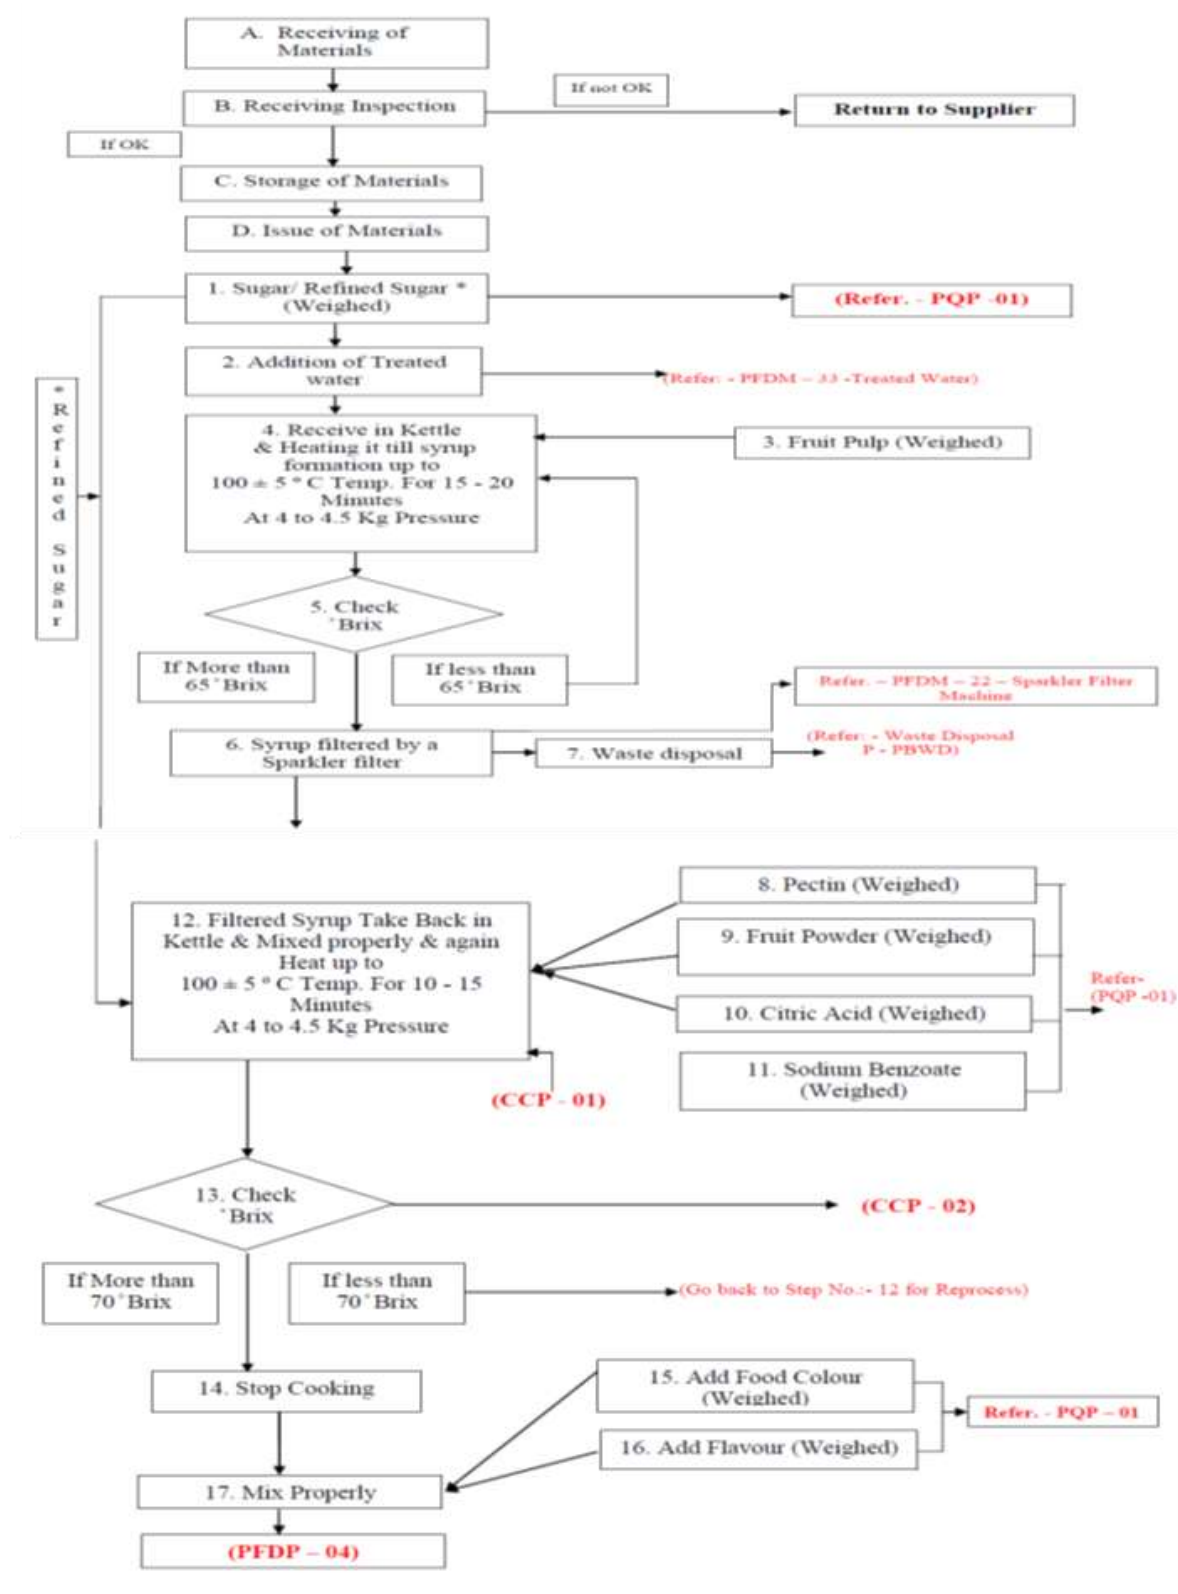 A. Receiving of
Materials
If not OK
B. Receiving Inspection
Return to Supplier
If OK
C. Storage of Materials
D. Issue of Materials
1. Sugar/ Refined Sugar *
(Weighed)
(Refer. - PQP -01)
2. Addition of Treated
water
(Refer: - PFDM – 33 -Treated Water)
* Refined Sugar
4. Receive in Kettle
& Heating it till syrup
formation up to
100 ± 5 º C Temp. For 15 - 20
Minutes
At 4 to 4.5 Kg Pressure
3. Fruit Pulp (Weighed)
5. Check
˚Brix
If More than
65˚Brix
If less than
65˚Brix
Refer. – PFDM – 22 – Sparkler Filter
Machine
6. Syrup filtered by a
Sparkler filter
7. Waste disposal
(Refer: - Waste Disposal
P - PBWD)
8. Pectin (Weighed)
12. Filtered Syrup Take Back in
Kettle & Mixed properly & again
Heat up to
100 ± 5 º C Temp. For 10 - 15
Minutes
At 4 to 4.5 Kg Pressure
9. Fruit Powder (Weighed)
Refer-
(PQP -01)
10. Citric Acid (Weighed)
11. Sodium Benzoate
(Weighed)
(CCP - 01)
13. Check
˚Brix
(CCP - 02)
If More than
70˚Brix
If less than
70˚Brix
(Go back to Step No.:- 12 for Reprocess)
14. Stop Cooking
15. Add Food Colour
(Weighed)
Refer. - PQP – 01
16. Add Flavour (Weighed)
17. Mix Properly
(PFDP – 04)